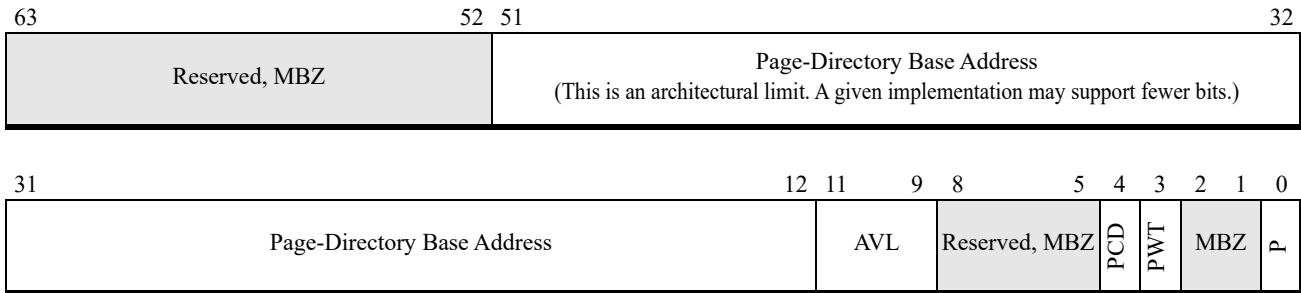 63 52 51 32
Reserved, MBZ
Page-Directory Base Address
(This is an architectural limit. A given implementation may support fewer bits.)
31 12 11 9 8 5 4 3 2 1 0
Page-Directory Base Address AVL Reserved, MBZ PCD PWT MBZ P